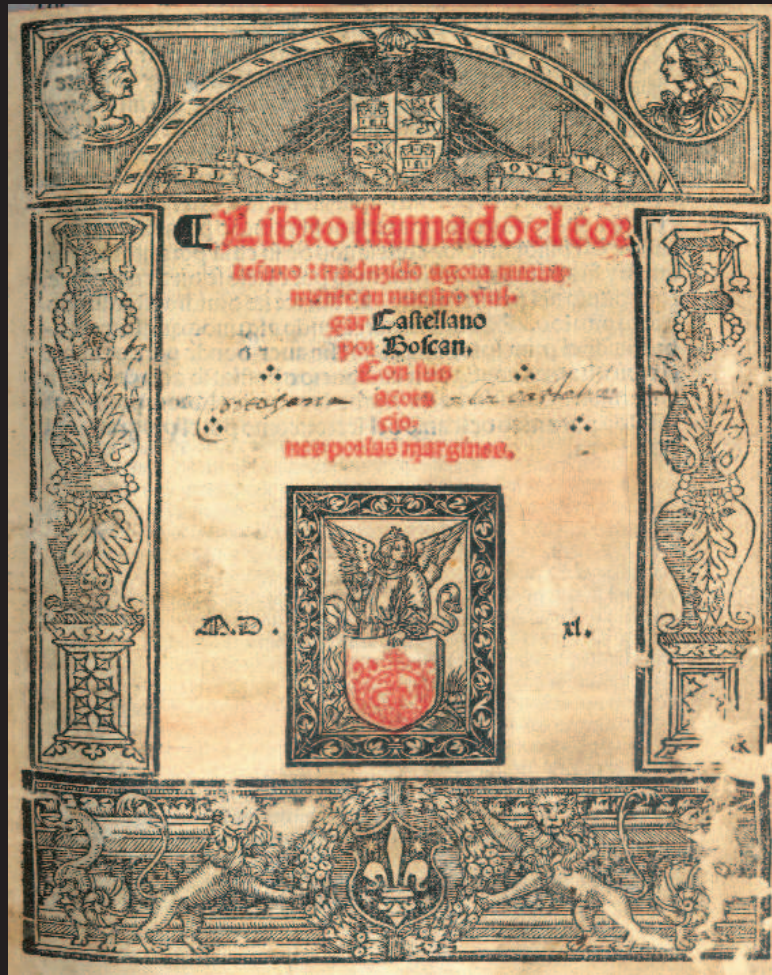 PLVS OVLTRE
¶ Libro llamado el cor
tesano: traduzido agora nueua-
mente en nuestro vul-
gar Castellano
por Boscan.
Con sus
acota
cio-
nes por las margines.
M.D. xl.
GM